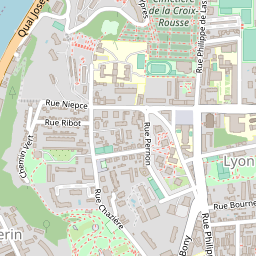 Quai Jose
Cimetière
de la Croix
Rousse
Rue Philippe de Las
Rue Niepce
Rue Ribot
Chemin Vert
Rue Pernon
Lyon
Rue Chazière
Rue Bourne
Bony
Rue Philip
erin